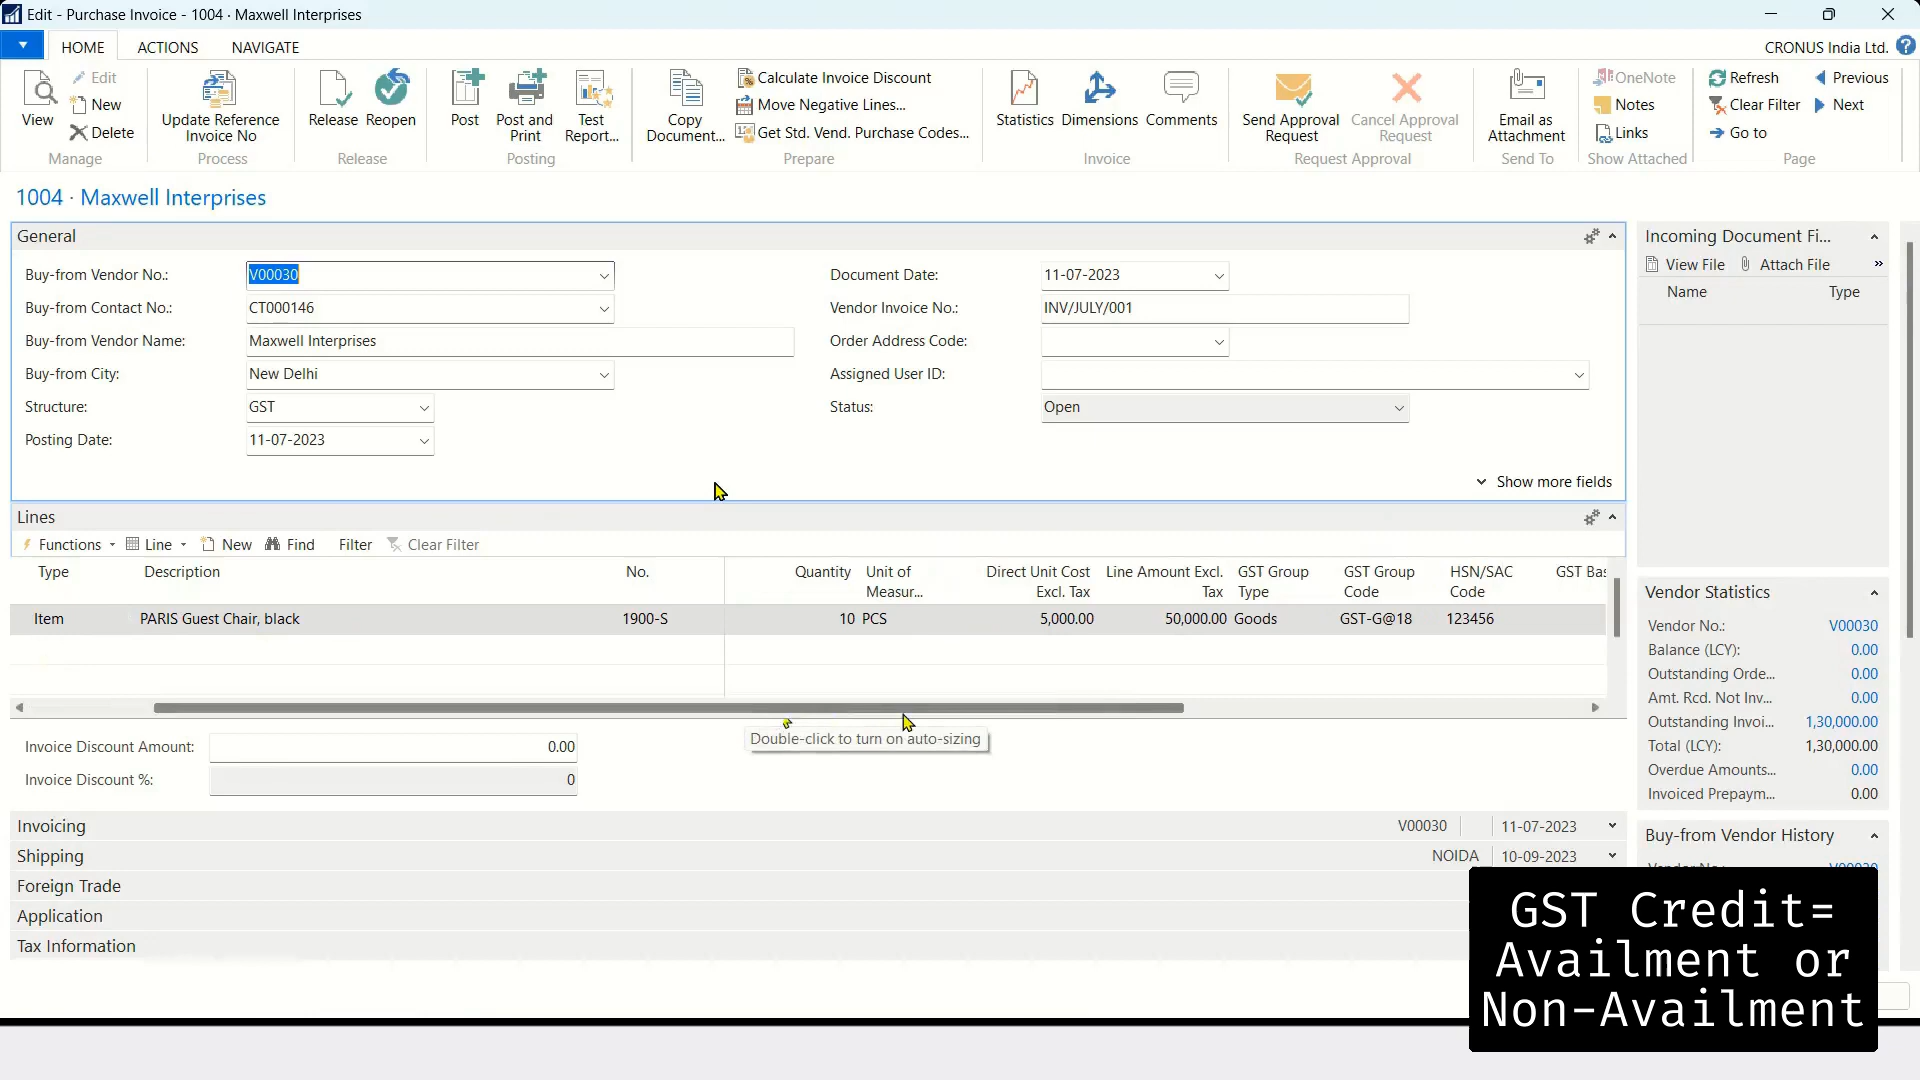 Edit - Purchase Invoice - 1004 · Maxwell Interprises
HOME ACTIONS NAVIGATE CRONUS India Ltd.
View Edit New Delete Manage
Update Reference Invoice No Process
Release Reopen Release
Post Post and Print Test Report... Posting
Copy Document... Calculate Invoice Discount Move Negative Lines... Get Std. Vend. Purchase Codes... Prepare
Statistics Dimensions Comments Invoice
Send Approval Request Cancel Approval Request Request Approval
Email as Attachment Send To
OneNote Notes Links Show Attached
Refresh Clear Filter Go to Previous Next Page
1004 · Maxwell Interprises
General
Buy-from Vendor No.: V00030
Buy-from Contact No.: CT000146
Buy-from Vendor Name: Maxwell Interprises
Buy-from City: New Delhi
Structure: GST
Posting Date: 11-07-2023
Document Date: 11-07-2023
Vendor Invoice No.: INV/JULY/001
Order Address Code:
Assigned User ID:
Status: Open
Show more fields
Lines
Functions Line New Find Filter Clear Filter
Type Description No. Quantity Unit of Measur... Direct Unit Cost Excl. Tax Line Amount Excl. Tax GST Group Type GST Group Code HSN/SAC Code GST Bas
Item PARIS Guest Chair, black 1900-S 10 PCS 5,000.00 50,000.00 Goods GST-G@18 123456
Double-click to turn on auto-sizing
Invoice Discount Amount: 0.00
Invoice Discount %: 0
Invoicing V00030 11-07-2023
Shipping NOIDA 10-09-2023
Foreign Trade
Application
Tax Information
Incoming Document Fi...
View File Attach File »
Name Type
Vendor Statistics
Vendor No.: V00030
Balance (LCY): 0.00
Outstanding Orde... 0.00
Amt. Rcd. Not Inv... 0.00
Outstanding Invoi... 1,30,000.00
Total (LCY): 1,30,000.00
Overdue Amounts... 0.00
Invoiced Prepaym... 0.00
Buy-from Vendor History
GST Credit=
Availment or
Non-Availment